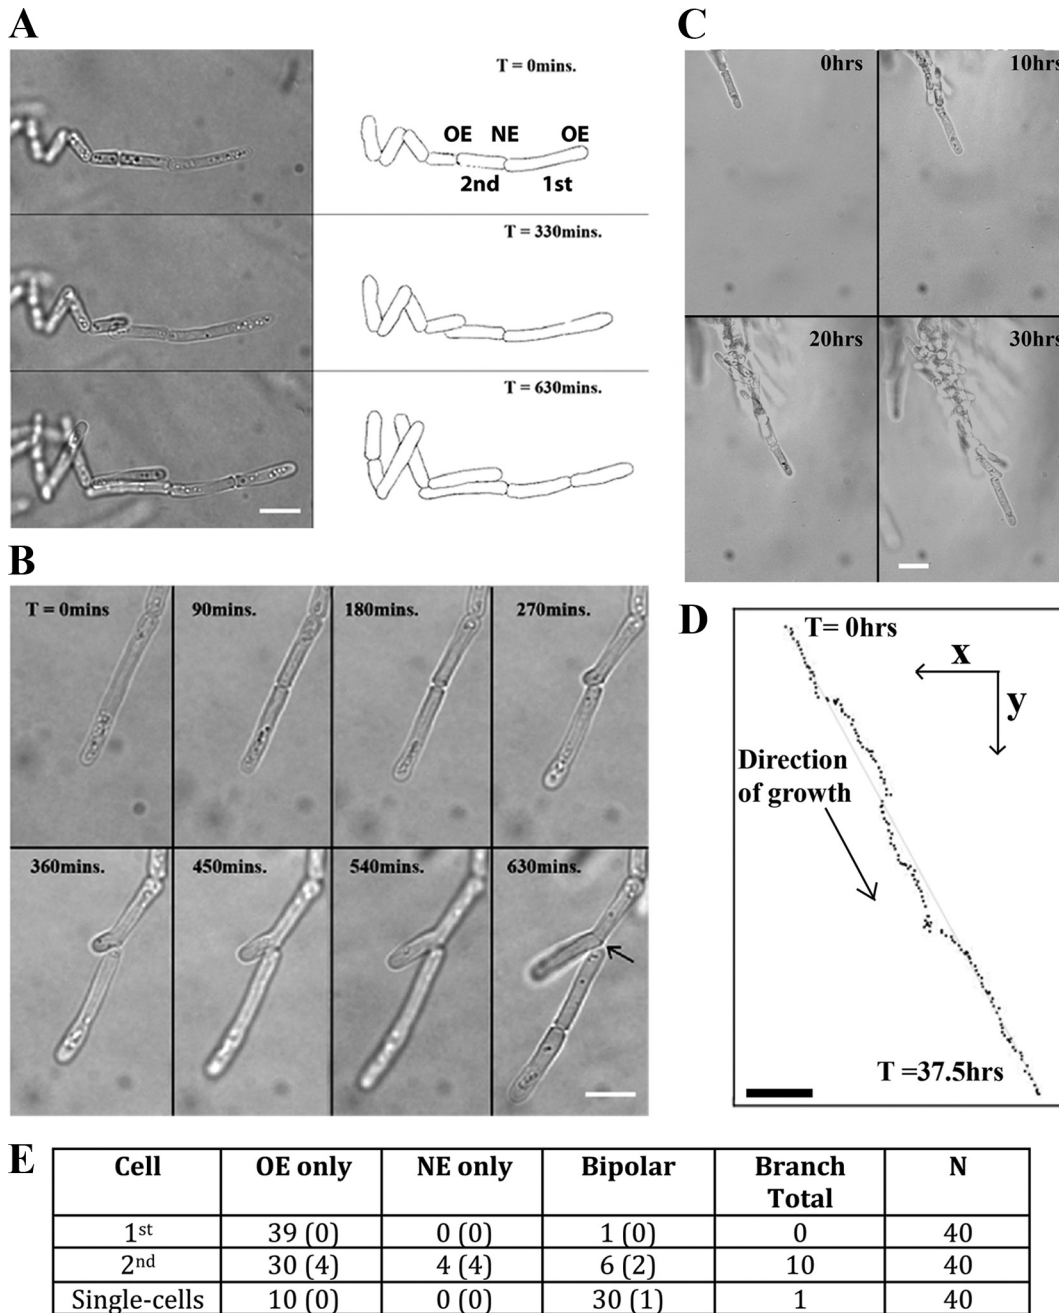 A
T = 0mins.
OE NE OE
2nd 1st
T = 330mins.
T = 630mins.
B
T = 0mins 90mins. 180mins. 270mins.
360mins. 450mins. 540mins. 630mins.
C
0hrs 10hrs
20hrs 30hrs
D
T= 0hrs
x
y
Direction
of growth
T =37.5hrs
E
Cell OE only NE only Bipolar Branch Total N
1st 39 (0) 0 (0) 1 (0) 0 40
2nd 30 (4) 4 (4) 6 (2) 10 40
Single-cells 10 (0) 0 (0) 30 (1) 1 40